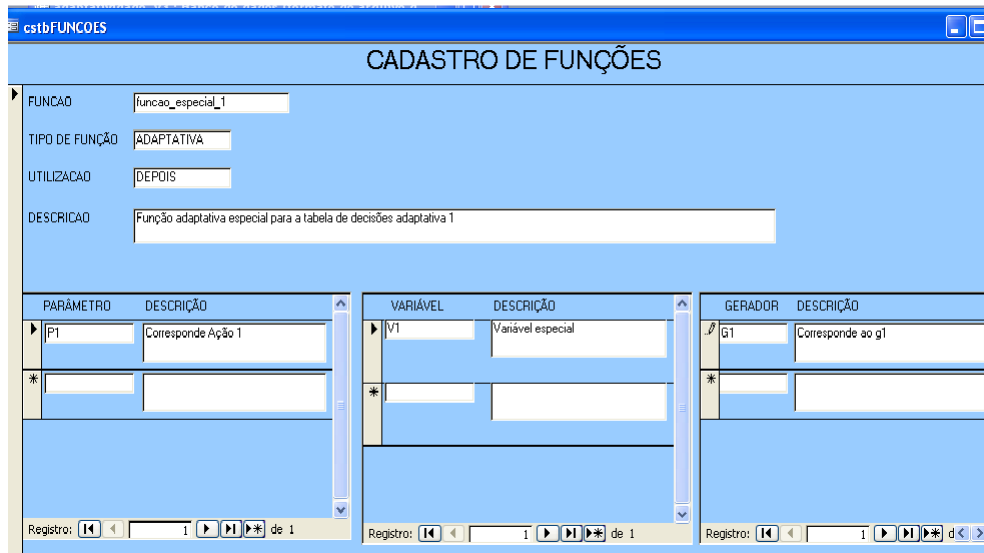 cstbFUNCOES
CADASTRO DE FUNÇÕES
FUNCAO funcao_especial_1
TIPO DE FUNÇÃO ADAPTATIVA
UTILIZACAO DEPOIS
DESCRICAO Função adaptativa especial para a tabela de decisões adaptativa 1
PARÂMETRO DESCRIÇÃO
P1 Corresponde Ação 1
Registro: 1 de 1
VARIÁVEL DESCRIÇÃO
V1 Variável especial
Registro: 1 de 1
GERADOR DESCRIÇÃO
G1 Corresponde ao g1
Registro: 1